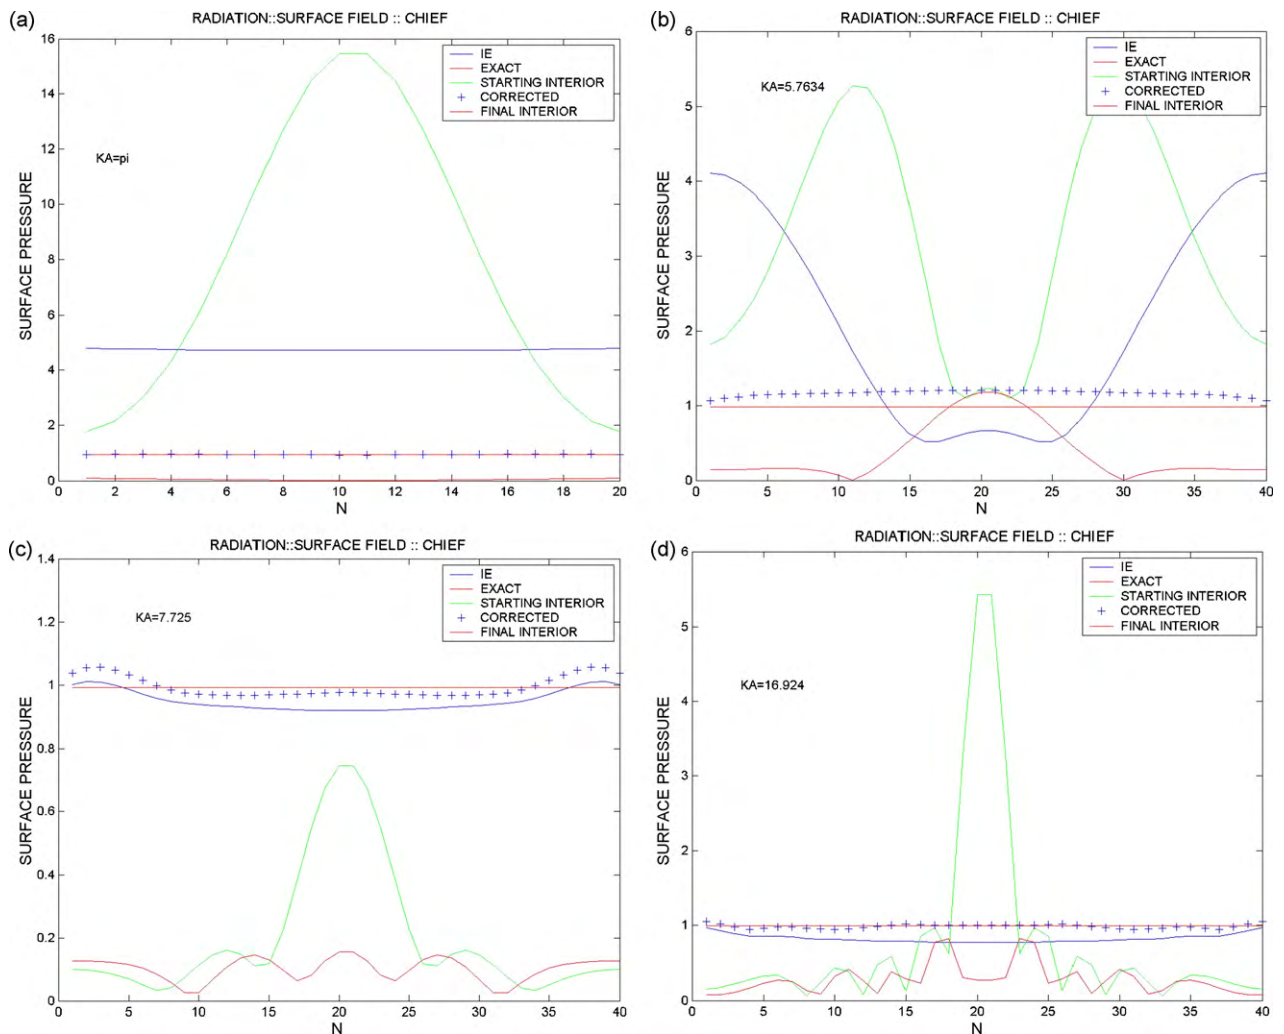 (a)
RADIATION::SURFACE FIELD :: CHIEF
16
14
12
10
8
6
4
2
0
SURFACE PRESSURE
KA=pi
IE
EXACT
STARTING INTERIOR
CORRECTED
FINAL INTERIOR
0 2 4 6 8 10 12 14 16 18 20
N
(b)
RADIATION::SURFACE FIELD :: CHIEF
6
5
4
3
2
1
0
SURFACE PRESSURE
KA=5.7634
IE
EXACT
STARTING INTERIOR
CORRECTED
FINAL INTERIOR
0 5 10 15 20 25 30 35 40
N
(c)
RADIATION::SURFACE FIELD :: CHIEF
1.4
1.2
1
0.8
0.6
0.4
0.2
0
SURFACE PRESSURE
KA=7.725
IE
EXACT
STARTING INTERIOR
CORRECTED
FINAL INTERIOR
0 5 10 15 20 25 30 35 40
N
(d)
RADIATION::SURFACE FIELD :: CHIEF
6
5
4
3
2
1
0
SURFACE PRESSURE
KA=16.924
IE
EXACT
STARTING INTERIOR
CORRECTED
FINAL INTERIOR
0 5 10 15 20 25 30 35 40
N